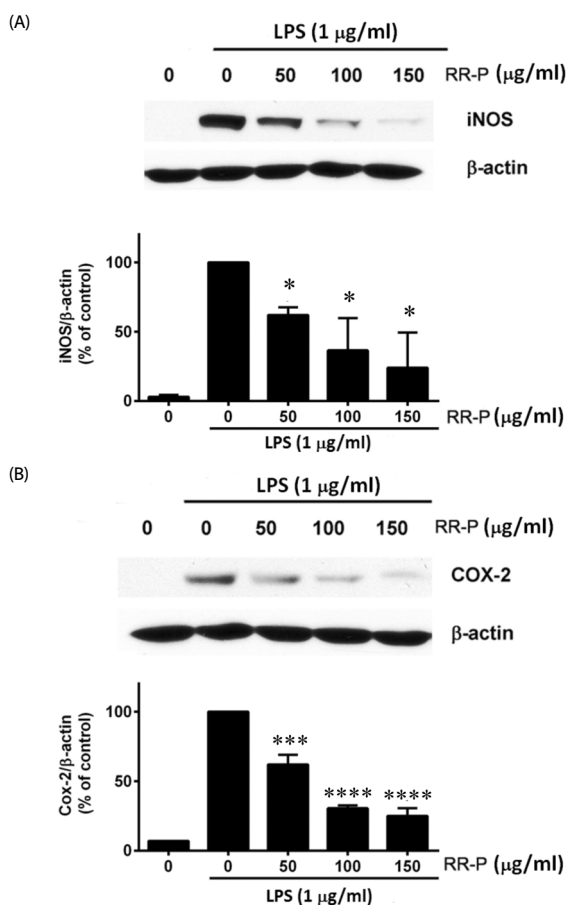 (A)
LPS (1 μg/ml)
0 0 50 100 150 RR-P (μg/ml)
iNOS
β-actin
iNOS/β-actin
(% of control)
100
50
0
* * *
0 0 50 100 150 RR-P (μg/ml)
LPS (1 μg/ml)
(B)
LPS (1 μg/ml)
0 0 50 100 150 RR-P (μg/ml)
COX-2
β-actin
Cox-2/β-actin
(% of control)
100
50
0
*** **** ****
0 0 50 100 150 RR-P (μg/ml)
LPS (1 μg/ml)